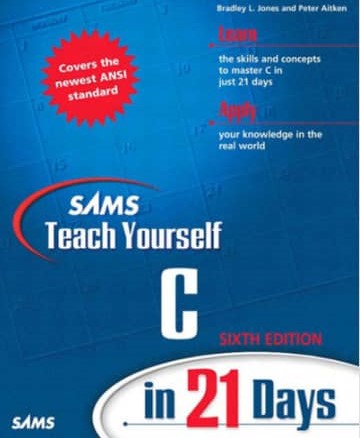 Bradley L. Jones and Peter Aitken
Learn
the skills and concepts
to master C in
just 21 days
Covers the
newest ANSI
standard
Apply
your knowledge in the
real world
SAMS
Teach Yourself
C
SIXTH EDITION
in 21 Days
SAMS